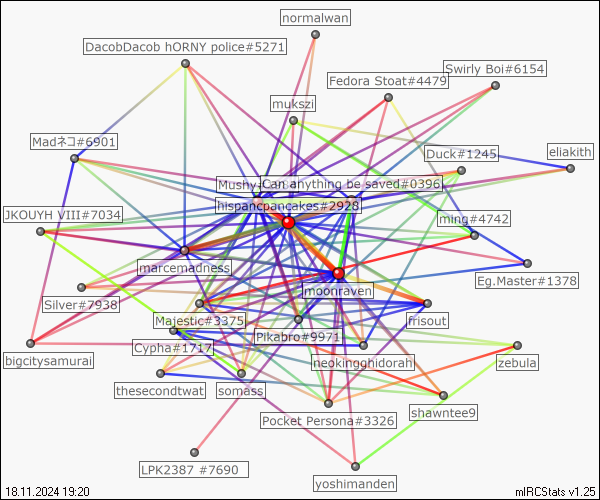 normalwan
DacobDacob hORNY police#5271
Swirly Boi#6154
Fedora Stoat#4479
mukszi
Madネコ#6901
Duck#1245
eliakith
Mushy
Can anything be saved#0396
hispancpancakes#2928
JKOUYH VIII#7034
ming#4742
marcemadness
Eg.Master#1378
moonraven
Silver#7938
Majestic#3375
frisout
Pikabro#9971
Cypha#1717
bigcitysamurai
neokingghidorah
zebula
thesecondtwat
somass
shawntee9
Pocket Persona#3326
LPK2387 #7690
yoshimanden
18.11.2024 19:20
mIRCStats v1.25